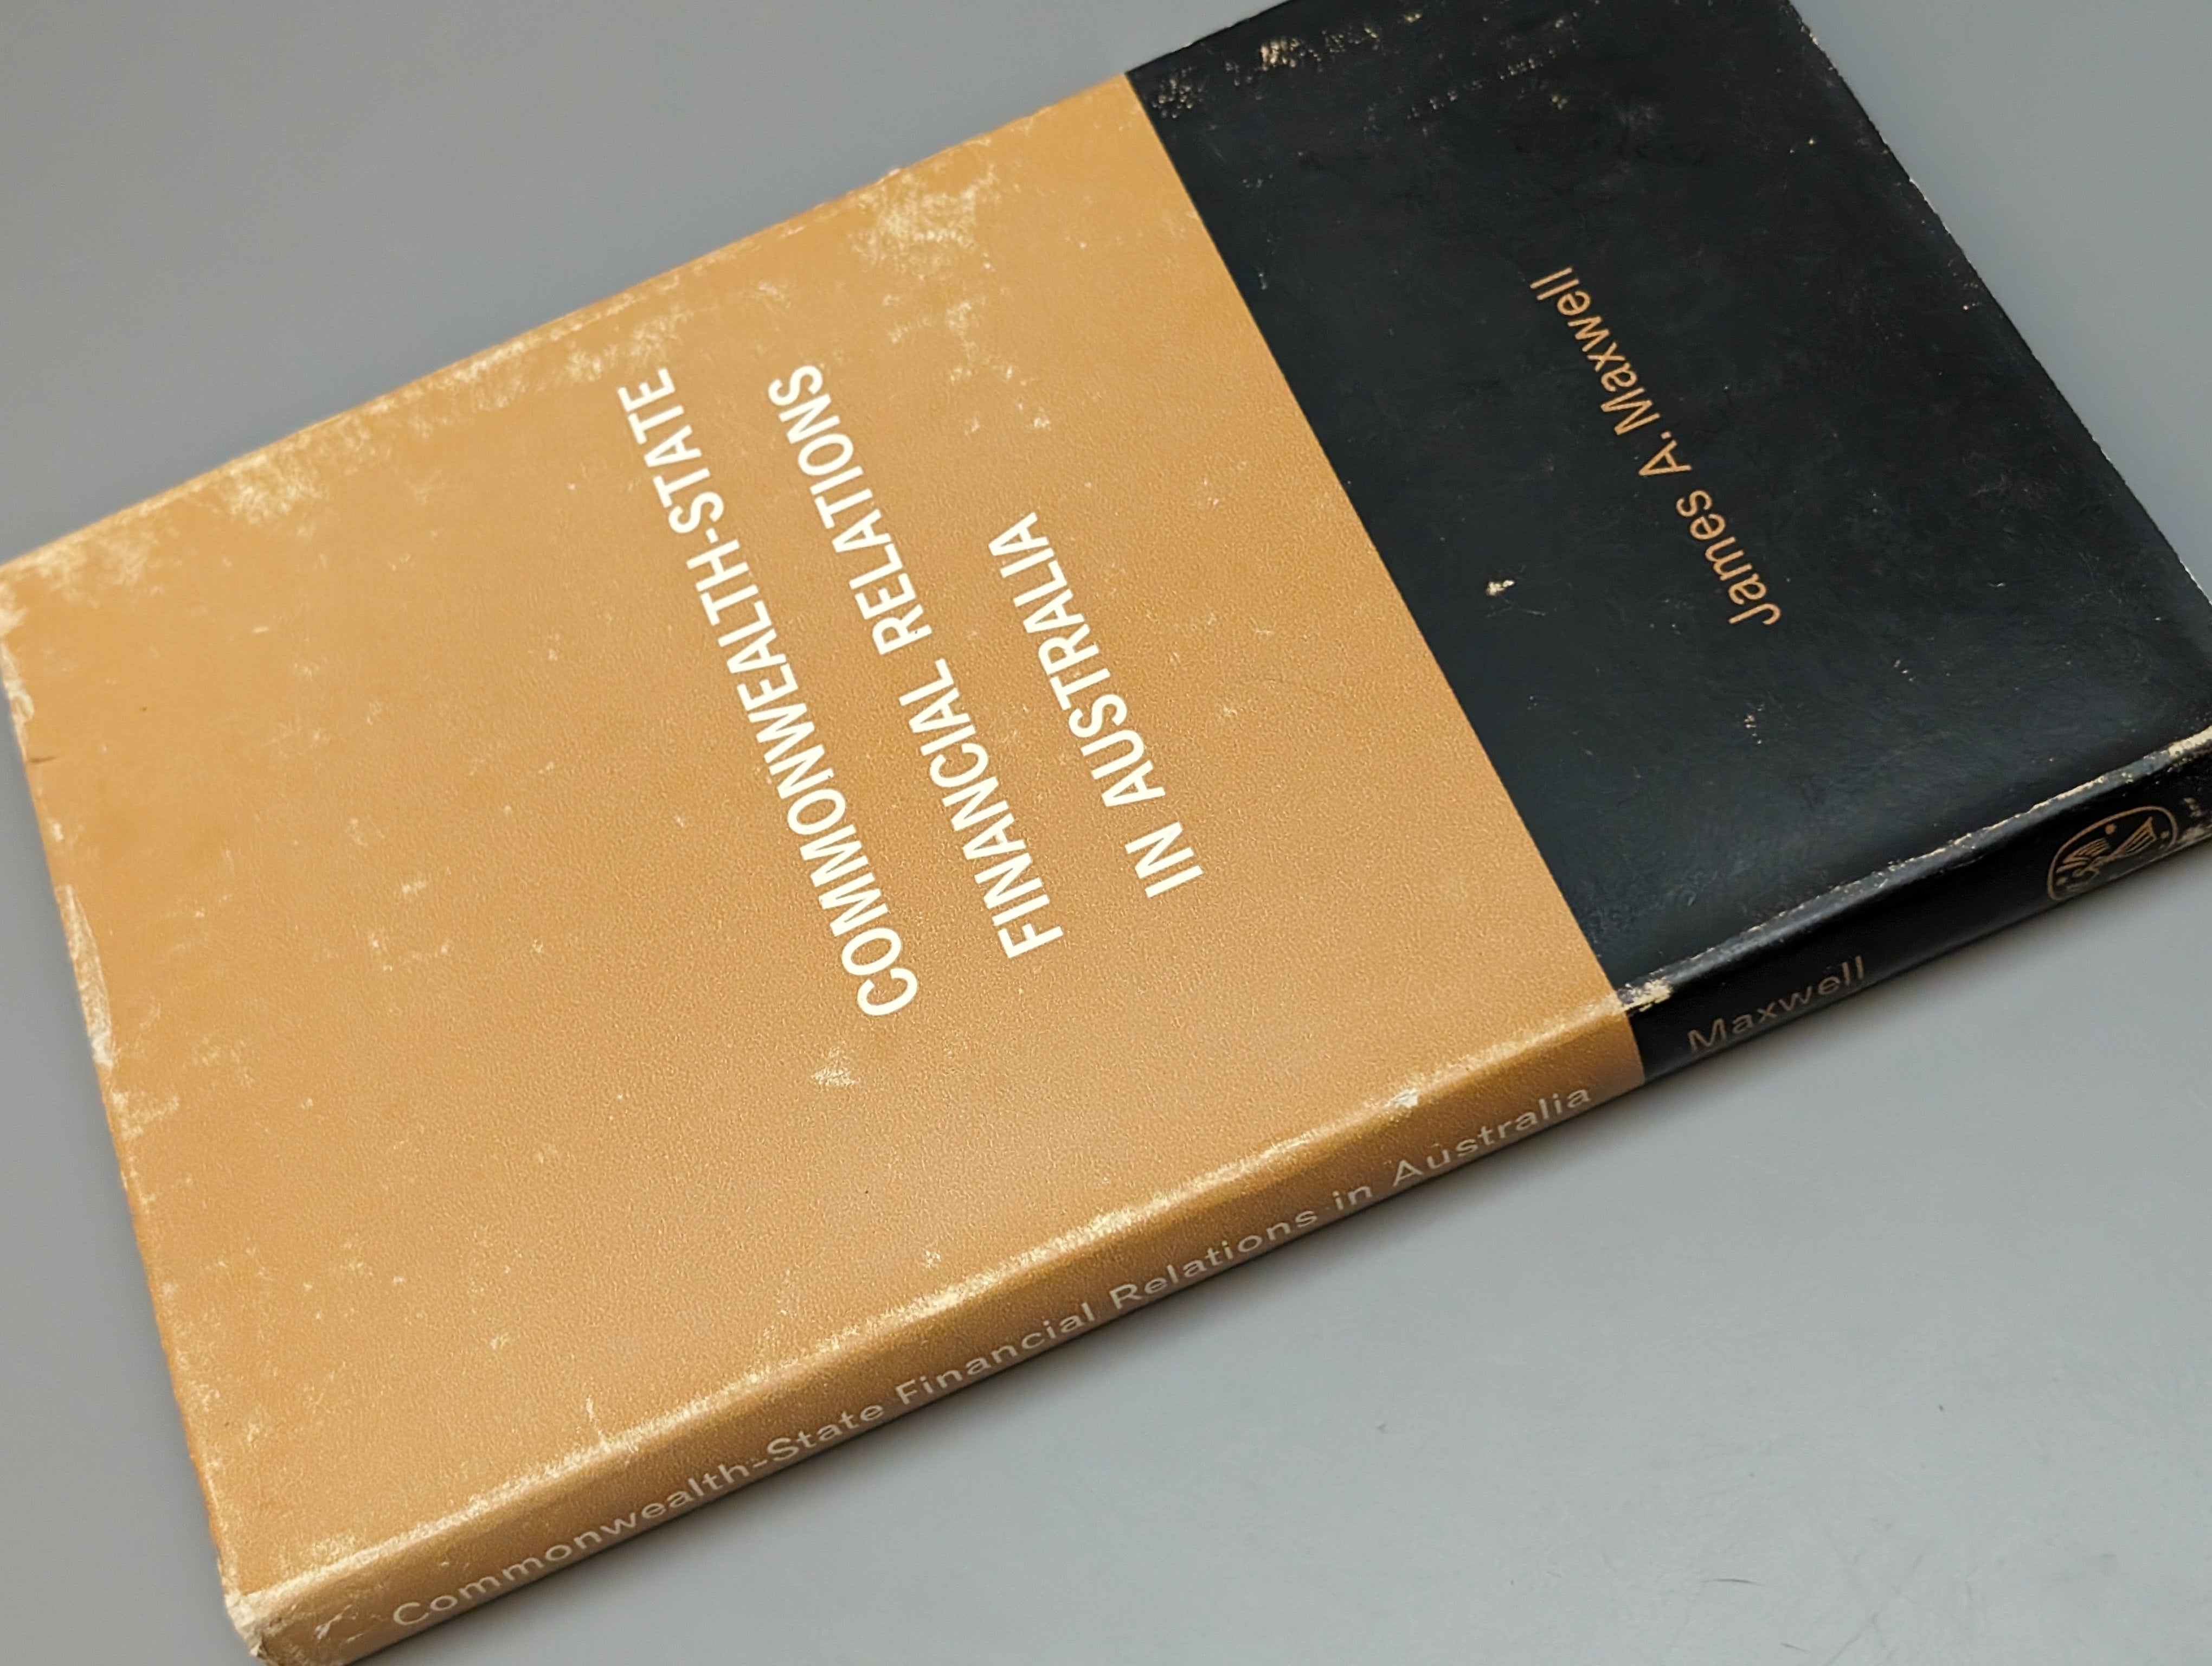 COMMONWEALTH-STATE
FINANCIAL RELATIONS
IN AUSTRALIA
James A. Maxwell
Commonwealth-State Financial Relations in Australia
Maxwell